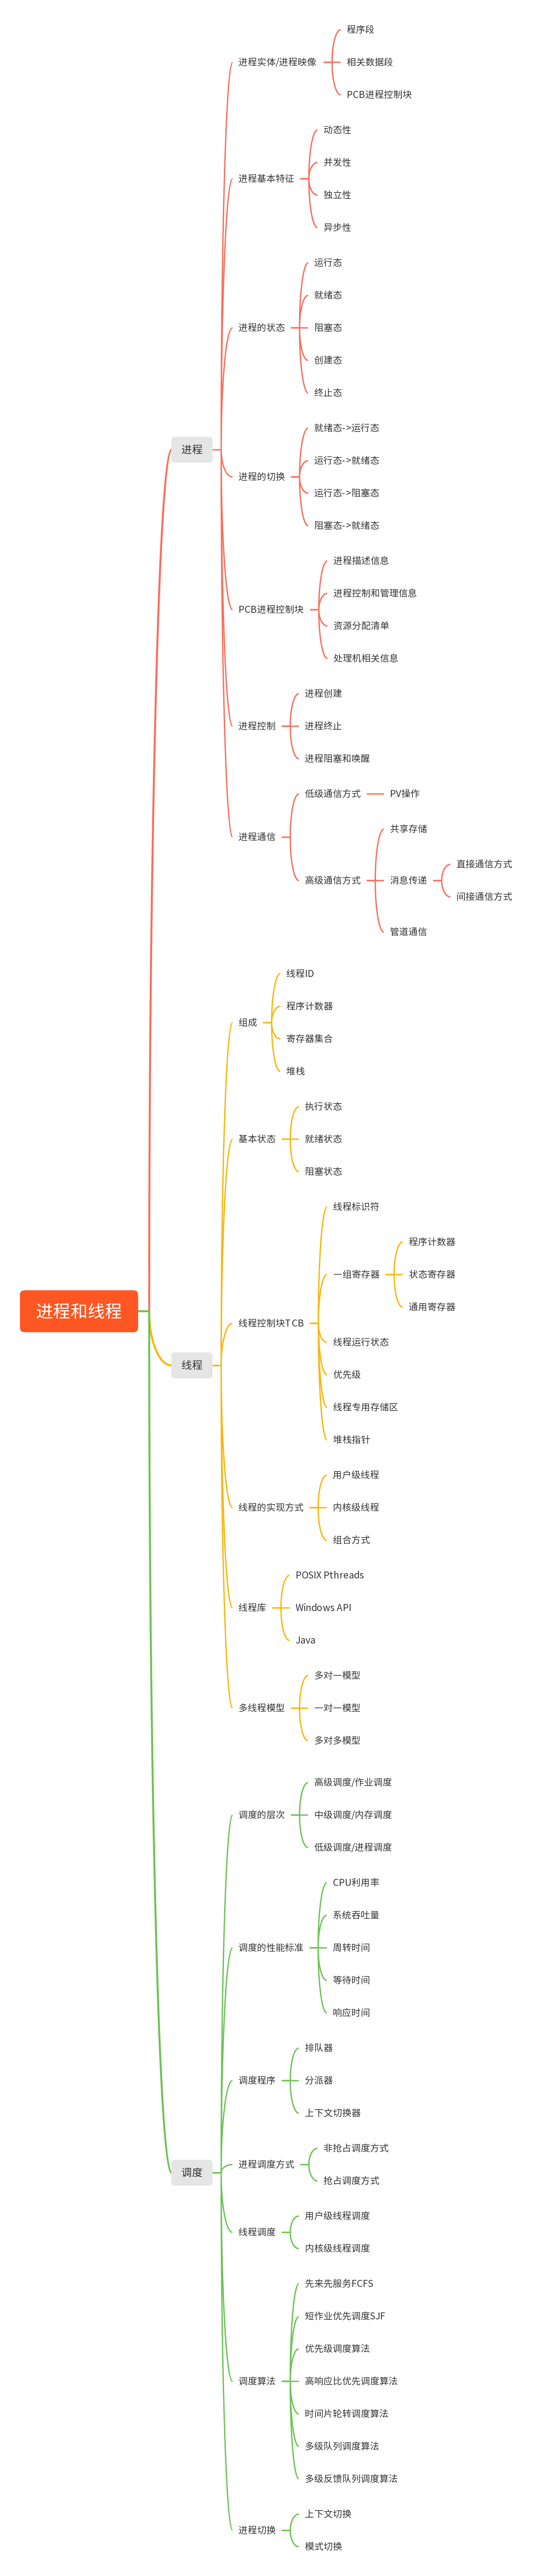 进程和线程
进程
进程实体/进程映像
程序段
相关数据段
PCB进程控制块
进程基本特征
动态性
并发性
独立性
异步性
进程的状态
运行态
就绪态
阻塞态
创建态
终止态
进程的切换
就绪态->运行态
运行态->就绪态
运行态->阻塞态
阻塞态->就绪态
PCB进程控制块
进程描述信息
进程控制和管理信息
资源分配清单
处理机相关信息
进程控制
进程创建
进程终止
进程阻塞和唤醒
进程通信
低级通信方式
PV操作
高级通信方式
共享存储
消息传递
直接通信方式
间接通信方式
管道通信
线程
组成
线程ID
程序计数器
寄存器集合
堆栈
基本状态
执行状态
就绪状态
阻塞状态
线程控制块TCB
线程标识符
一组寄存器
程序计数器
状态寄存器
通用寄存器
线程运行状态
优先级
线程专用存储区
堆栈指针
线程的实现方式
用户级线程
内核级线程
组合方式
线程库
POSIX Pthreads
Windows API
Java
多线程模型
多对一模型
一对一模型
多对多模型
调度
调度的层次
高级调度/作业调度
中级调度/内存调度
低级调度/进程调度
调度的性能标准
CPU利用率
系统吞吐量
周转时间
等待时间
响应时间
调度程序
排队器
分派器
上下文切换器
进程调度方式
非抢占调度方式
抢占调度方式
线程调度
用户级线程调度
内核级线程调度
调度算法
先来先服务FCFS
短作业优先调度SJF
优先级调度算法
高响应比优先调度算法
时间片轮转调度算法
多级队列调度算法
多级反馈队列调度算法
进程切换
上下文切换
模式切换